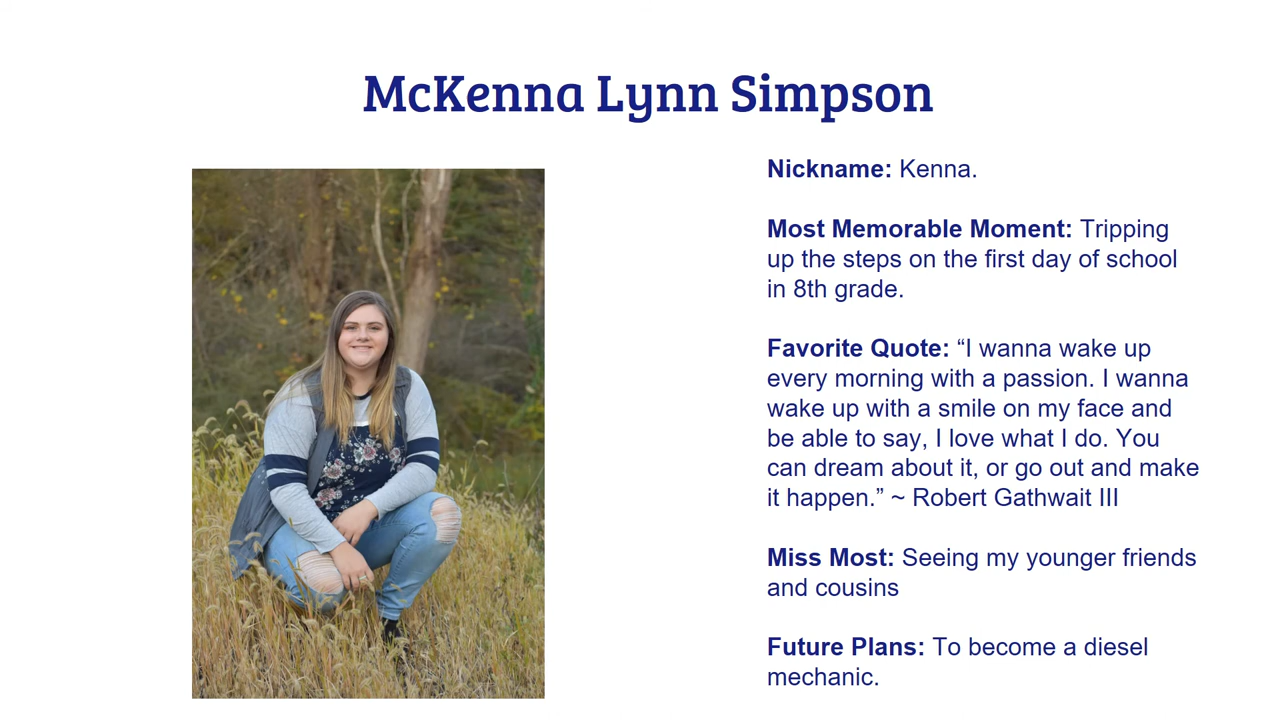 McKenna Lynn Simpson
Nickname: Kenna.
Most Memorable Moment: Tripping
up the steps on the first day of school
in 8th grade.
Favorite Quote: “I wanna wake up
every morning with a passion. I wanna
wake up with a smile on my face and
be able to say, I love what I do. You
can dream about it, or go out and make
it happen.” ~ Robert Gathwait III
Miss Most: Seeing my younger friends
and cousins
Future Plans: To become a diesel
mechanic.